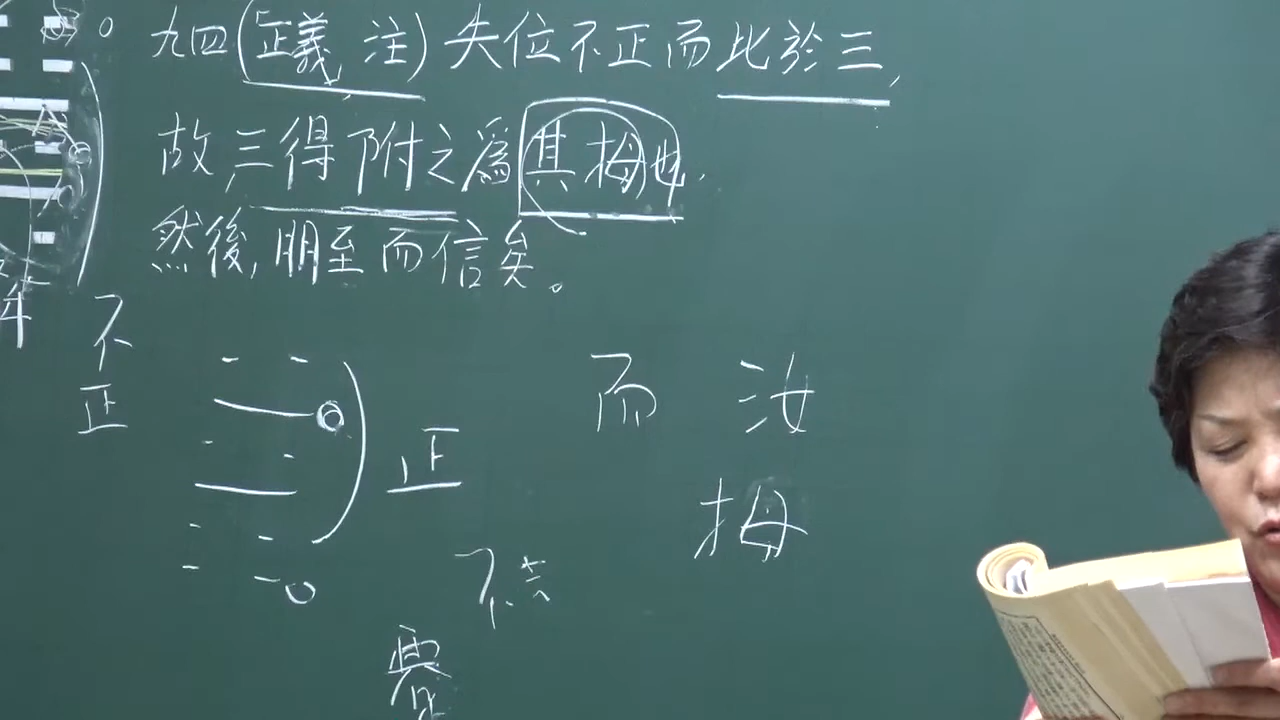 九四(「正義」注)失位不正而比於三,
故三得附之為其拇也.
然後,朋至而信矣。
不正
正
而 汝
拇
不